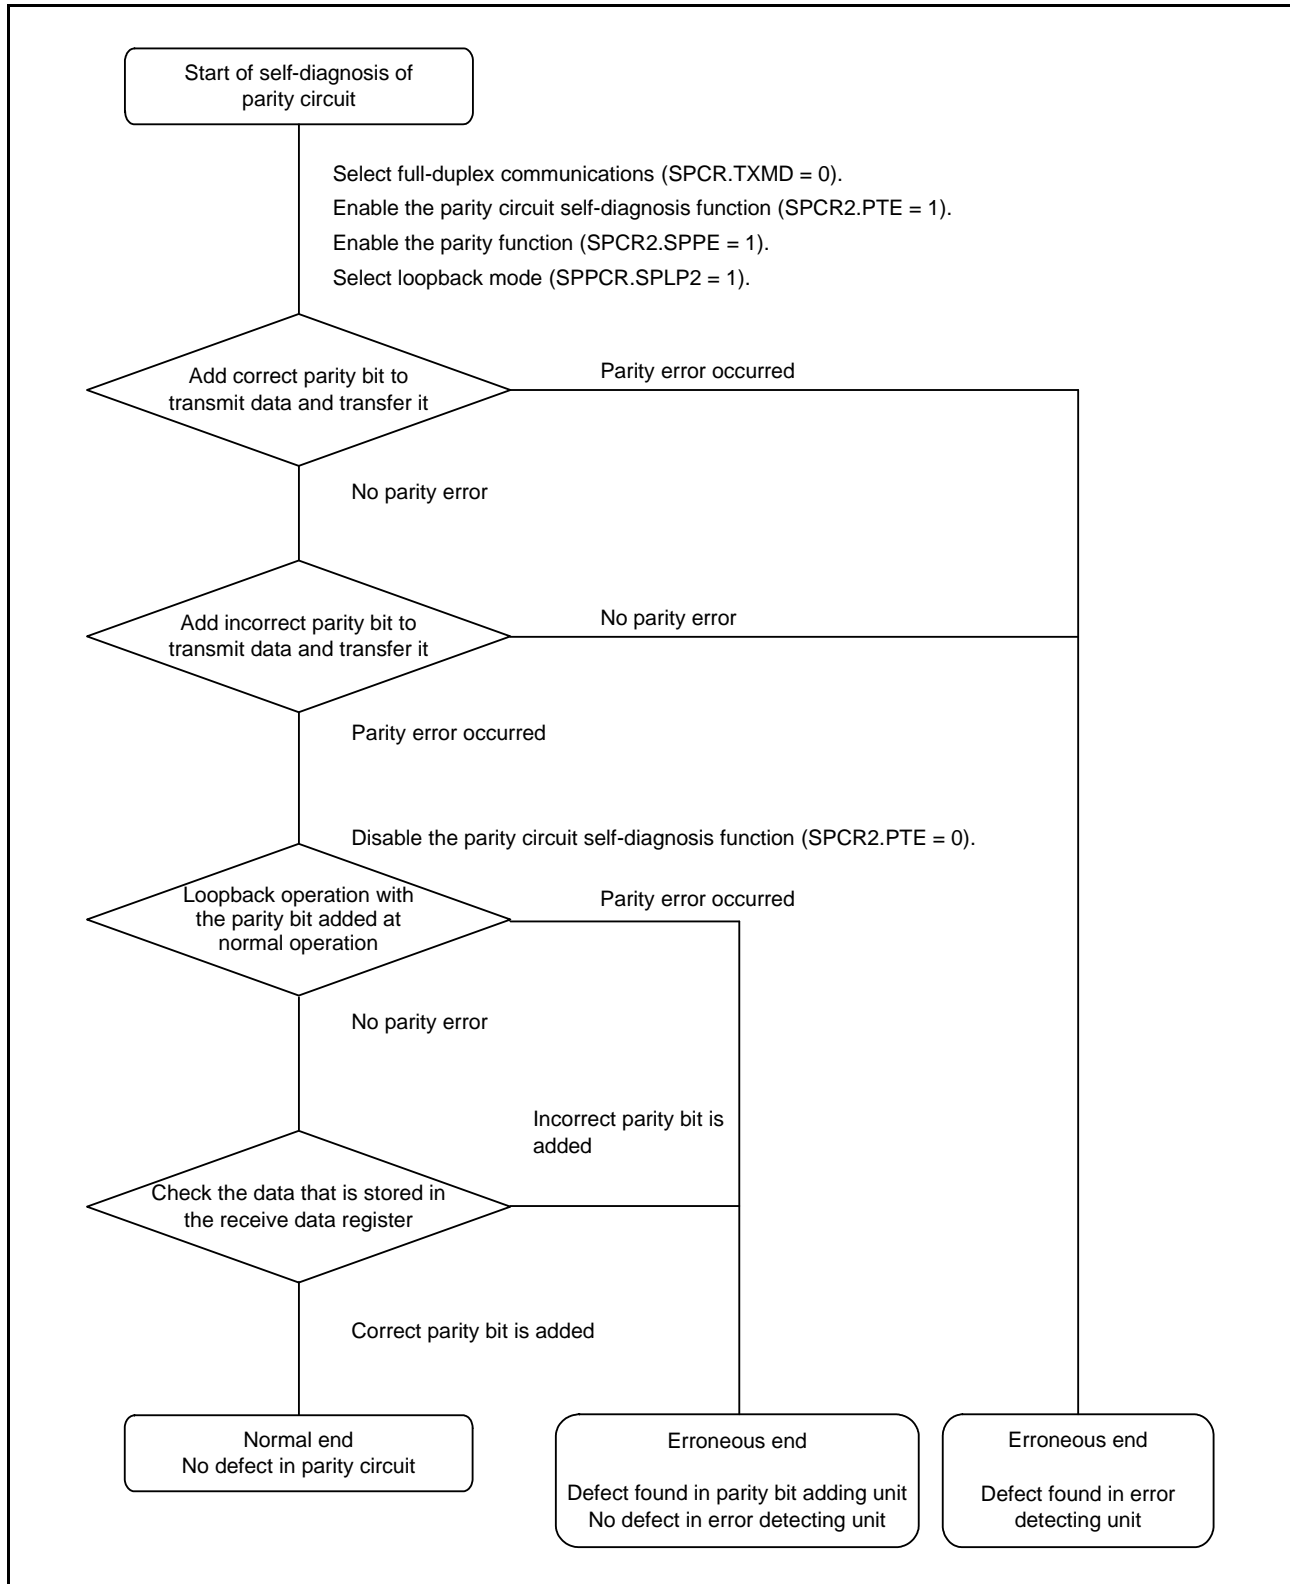 Start of self-diagnosis of
parity circuit
Select full-duplex communications (SPCR.TXMD = 0).
Enable the parity circuit self-diagnosis function (SPCR2.PTE = 1).
Enable the parity function (SPCR2.SPPE = 1).
Select loopback mode (SPPCR.SPLP2 = 1).
Add correct parity bit to
transmit data and transfer it
Parity error occurred
No parity error
Add incorrect parity bit to
transmit data and transfer it
No parity error
Parity error occurred
Disable the parity circuit self-diagnosis function (SPCR2.PTE = 0).
Loopback operation with
the parity bit added at
normal operation
Parity error occurred
No parity error
Incorrect parity bit is
added
Check the data that is stored in
the receive data register
Correct parity bit is added
Normal end
No defect in parity circuit
Erroneous end
Defect found in parity bit adding unit
No defect in error detecting unit
Erroneous end
Defect found in error
detecting unit